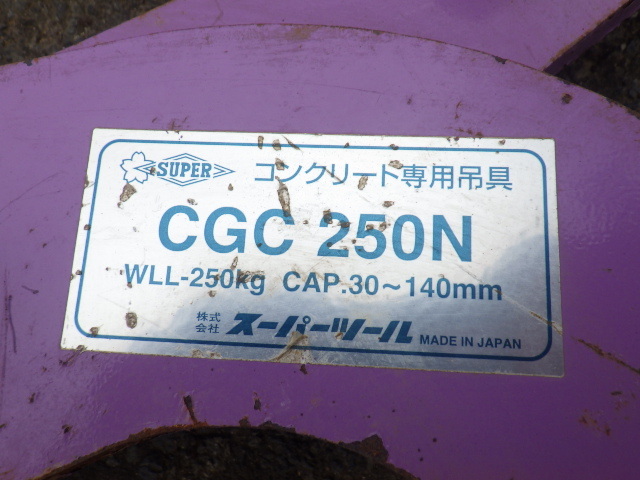 SUPER コンクリート専用吊具
CGC 250N
WLL-250kg CAP.30～140mm
株式会社 スーパーツール MADE IN JAPAN